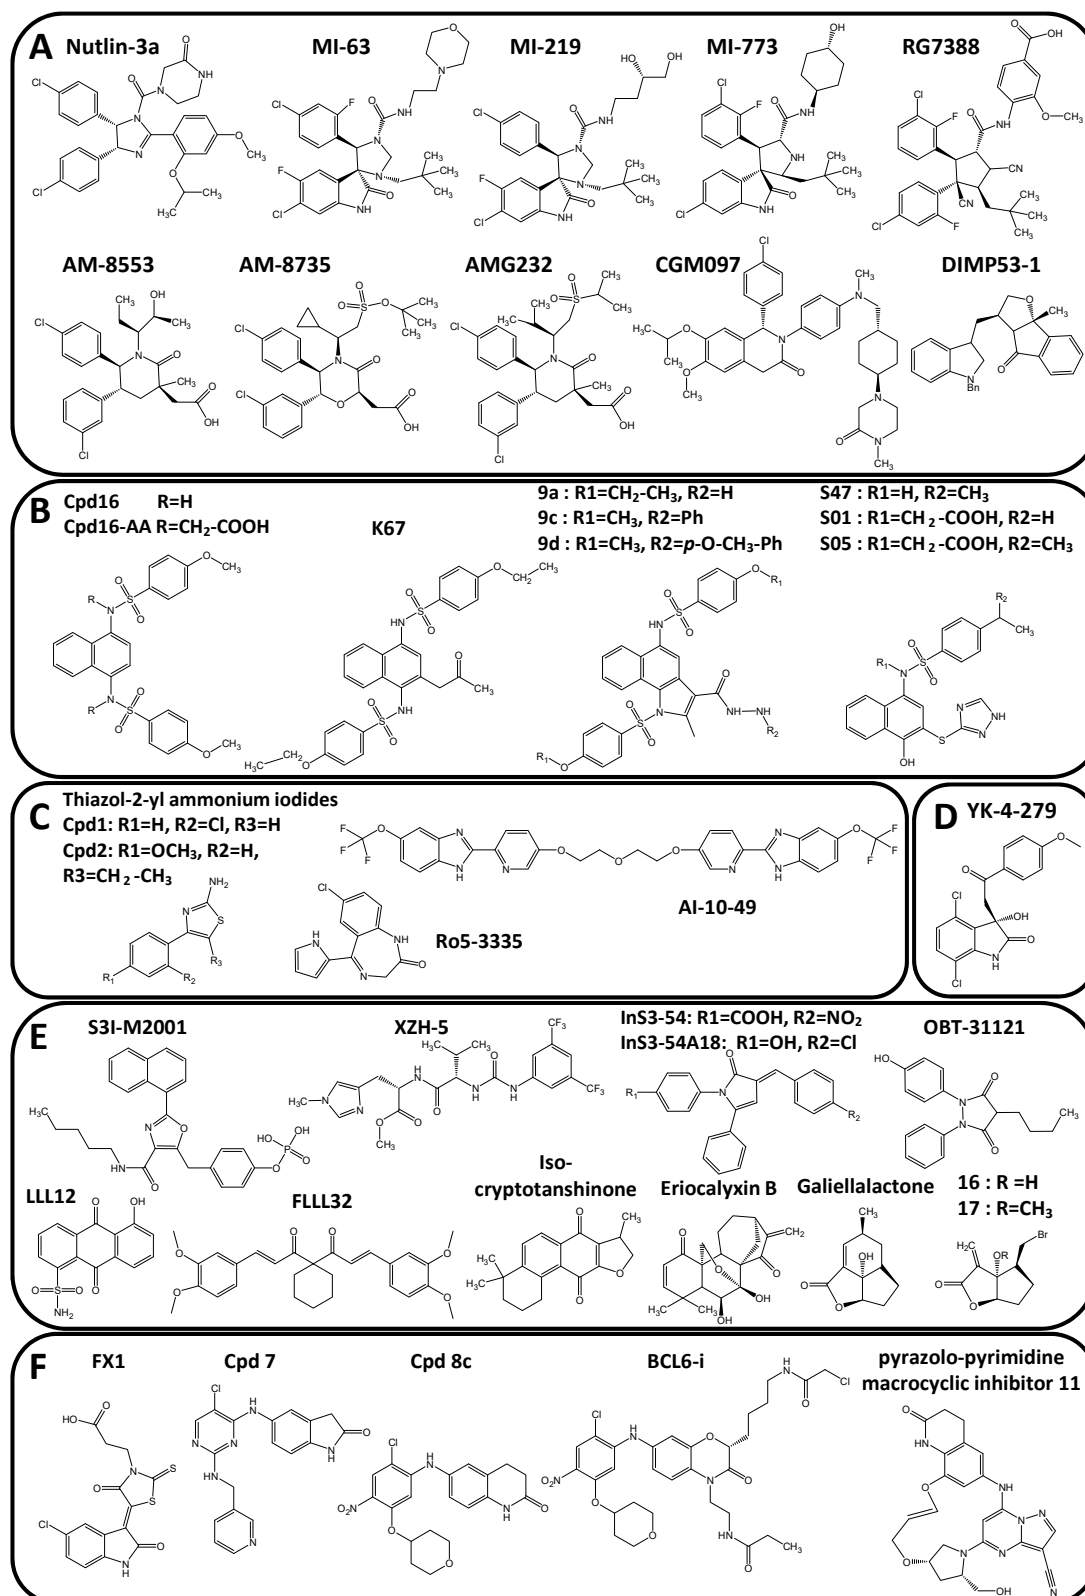 A
Nutlin-3a
MI-63
MI-219
MI-773
RG7388
AM-8553
AM-8735
AMG232
CGM097
DIMP53-1
B
Cpd16 R=H
Cpd16-AA R=CH2-COOH
K67
9a : R1=CH2-CH3, R2=H
9c : R1=CH3, R2=Ph
9d : R1=CH3, R2=p-O-CH3-Ph
S47 : R1=H, R2=CH3
S01 : R1=CH2-COOH, R2=H
S05 : R1=CH2-COOH, R2=CH3
C
Thiazol-2-yl ammonium iodides
Cpd1: R1=H, R2=Cl, R3=H
Cpd2: R1=OCH3, R2=H,
R3=CH2-CH3
Ro5-3335
AI-10-49
D
YK-4-279
E
S3I-M2001
XZH-5
InS3-54: R1=COOH, R2=NO2
InS3-54A18: R1=OH, R2=Cl
OBT-31121
LLL12
FLLL32
Iso-
cryptotanshinone
Eriocalyxin B
Galiellalactone
16 : R =H
17 : R=CH3
F
FX1
Cpd 7
Cpd 8c
BCL6-i
pyrazolo-pyrimidine
macrocyclic inhibitor 11